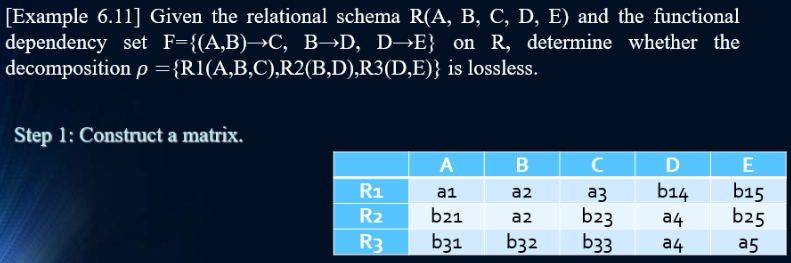 [Example 6.11] Given the relational schema R(A, B, C, D, E) and the functional
dependency set F={(A,B)→C, B→D, D→E} on R, determine whether the
decomposition ρ ={R1(A,B,C),R2(B,D),R3(D,E)} is lossless.
Step 1: Construct a matrix.
A B C D E
R1 a1 a2 a3 b14 b15
R2 b21 a2 b23 a4 b25
R3 b31 b32 b33 a4 a5